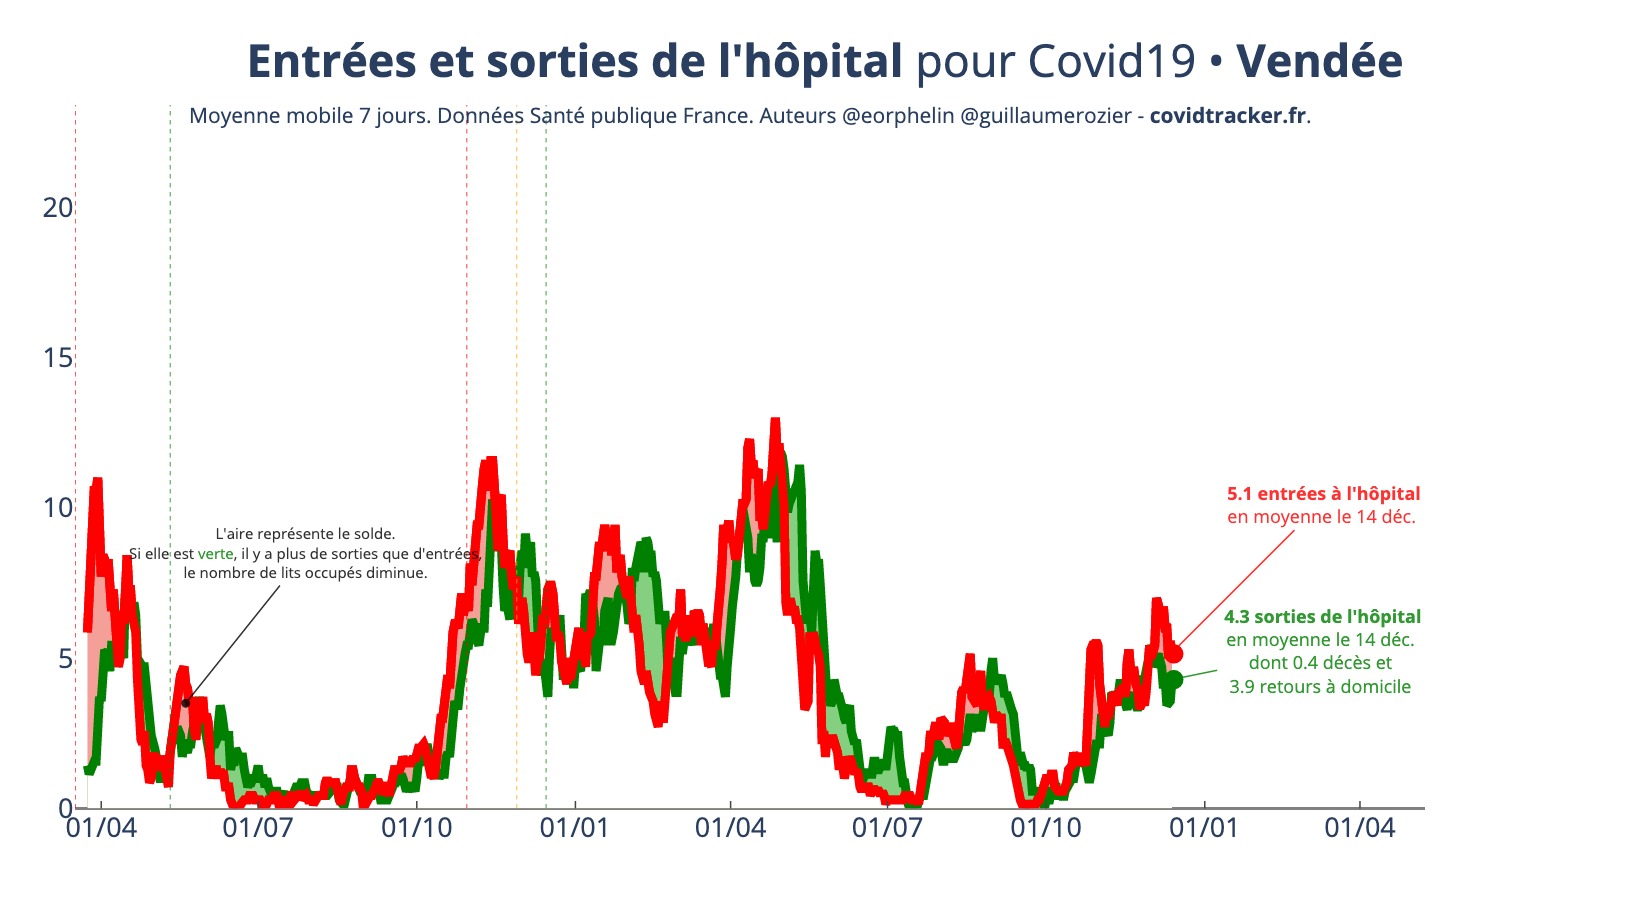 Entrées et sorties de l'hôpital pour Covid19 • Vendée
Moyenne mobile 7 jours. Données Santé publique France. Auteurs @eorphelin @guillaumerozier - covidtracker.fr.
20
15
10
5
0
L'aire représente le solde.
Si elle est verte, il y a plus de sorties que d'entrées,
le nombre de lits occupés diminue.
5.1 entrées à l'hôpital
en moyenne le 14 déc.
4.3 sorties de l'hôpital
en moyenne le 14 déc.
dont 0.4 décès et
3.9 retours à domicile
01/04 01/07 01/10 01/01 01/04 01/07 01/10 01/01 01/04